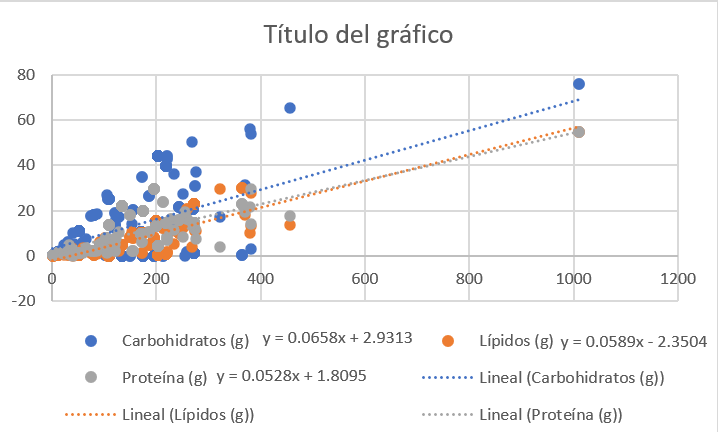 Título del gráfico
80
60
40
20
0
-20
0 200 400 600 800 1000 1200
Carbohidratos (g) y = 0.0658x + 2.9313 Lípidos (g) y = 0.0589x - 2.3504
Proteína (g) y = 0.0528x + 1.8095 Lineal (Carbohidratos (g))
Lineal (Lípidos (g)) Lineal (Proteína (g))